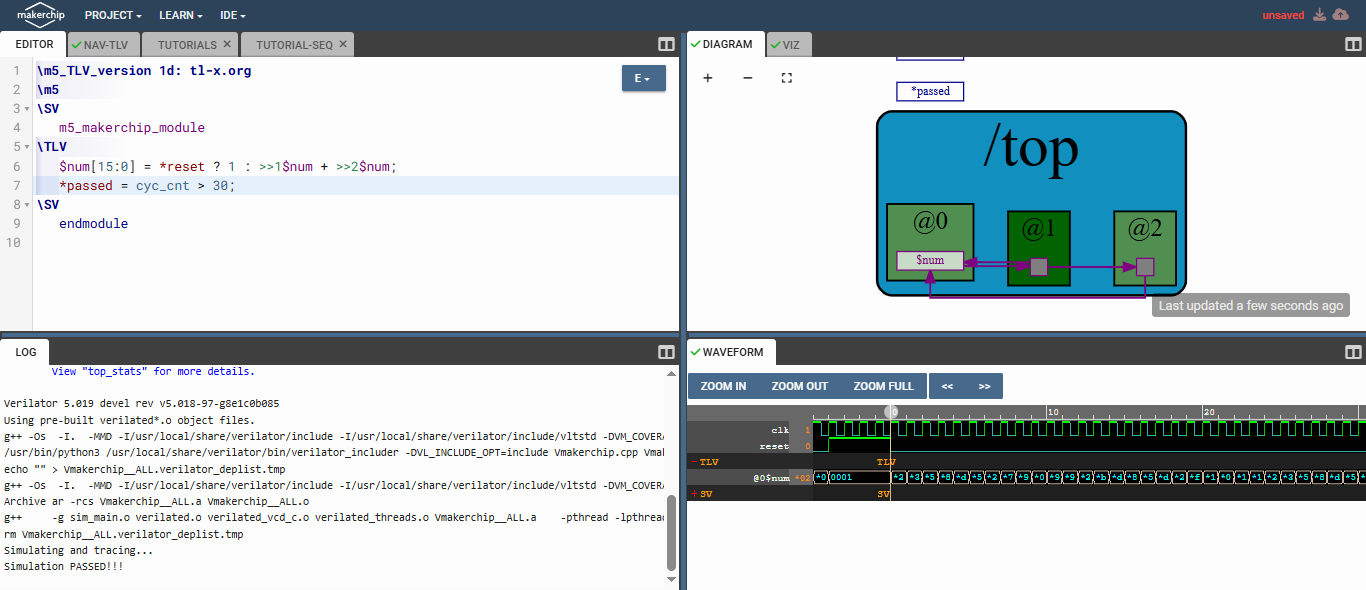 makerchip PROJECT LEARN IDE unsaved
EDITOR NAV-TLV TUTORIALS TUTORIAL-SEQ
1 \m5_TLV_version 1d: tl-x.org
2 \m5
3 \SV
4 m5_makerchip_module
5 \TLV
6 $num[15:0] = *reset ? 1 : >>1$num + >>2$num;
7 *passed = cyc_cnt > 30;
8 \SV
9 endmodule
10
E
DIAGRAM VIZ
+ −
*passed
/top
@0 @1 @2
$num
Last updated a few seconds ago
LOG
View "top_stats" for more details.
Verilator 5.019 devel rev v5.018-97-g8e1c0b085
Using pre-built verilated*.o object files.
g++ -Os -I. -MMD -I/usr/local/share/verilator/include -I/usr/local/share/verilator/include/vltstd -DVM_COVERA
/usr/bin/python3 /usr/local/share/verilator/bin/verilator_includer -DVL_INCLUDE_OPT=include Vmakerchip.cpp Vmak
echo "" > Vmakerchip__ALL.verilator_deplist.tmp
g++ -Os -I. -MMD -I/usr/local/share/verilator/include -I/usr/local/share/verilator/include/vltstd -DVM_COVERA
Archive ar -rcs Vmakerchip__ALL.a Vmakerchip__ALL.o
g++ -g sim_main.o verilated.o verilated_vcd_c.o verilated_threads.o Vmakerchip__ALL.a -pthread -lpthread
rm Vmakerchip__ALL.verilator_deplist.tmp
Simulating and tracing...
Simulation PASSED!!!
WAVEFORM
ZOOM IN ZOOM OUT ZOOM FULL << >>
0 10 20
clk 1
reset 0
TLV TLV
@0$num *02 *0 0001 *2 *3 *5 *8 *d *5 *2 *7 *9 *0 *9 *9 *2 *b *d *8 *5 *d *2 *f *1 *0 *1 *1 *2 *3 *5 *8 *d *5
+ SV SV